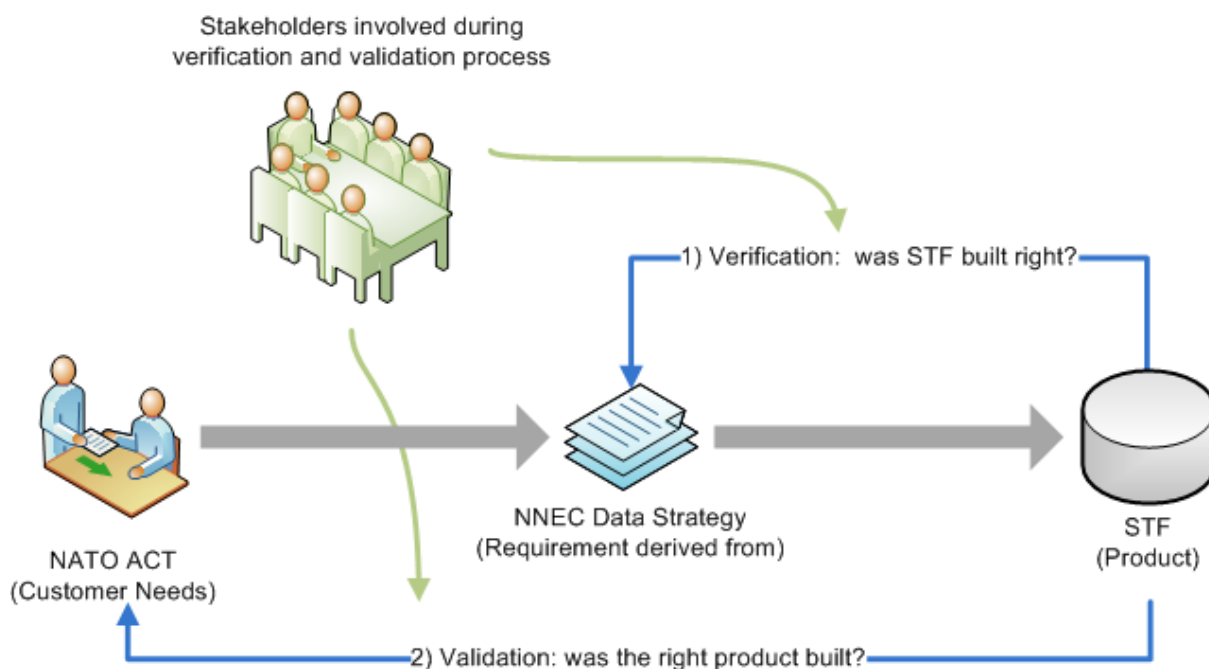 Stakeholders involved during
verification and validation process
1) Verification:  was STF built right?
NNEC Data Strategy
(Requirement derived from)
STF
(Product)
NATO ACT
(Customer Needs)
2) Validation: was the right product built?